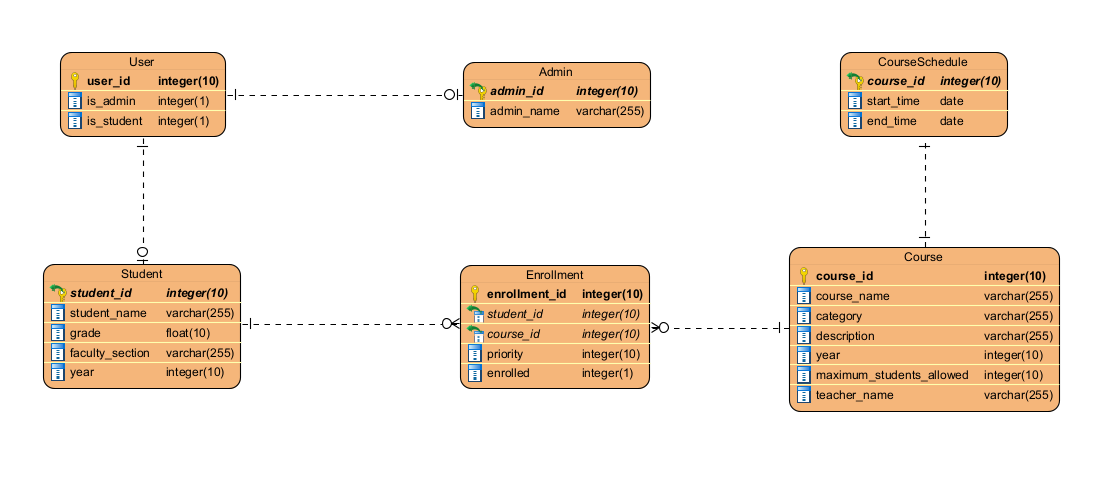 User
user_id integer(10)
is_admin integer(1)
is_student integer(1)
Admin
admin_id integer(10)
admin_name varchar(255)
CourseSchedule
course_id integer(10)
start_time date
end_time date
Student
student_id integer(10)
student_name varchar(255)
grade float(10)
faculty_section varchar(255)
year integer(10)
Enrollment
enrollment_id integer(10)
student_id integer(10)
course_id integer(10)
priority integer(10)
enrolled integer(1)
Course
course_id integer(10)
course_name varchar(255)
category varchar(255)
description varchar(255)
year integer(10)
maximum_students_allowed integer(10)
teacher_name varchar(255)